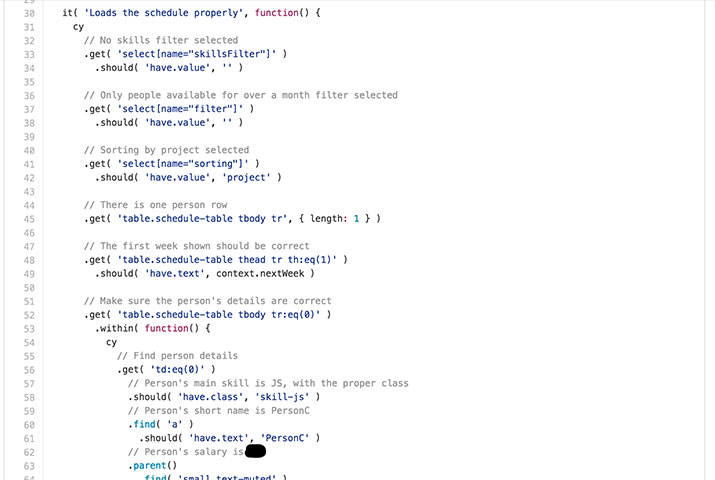 29
30 it( 'Loads the schedule properly', function() {
31 cy
32 // No skills filter selected
33 .get( 'select[name="skillsFilter"]' )
34 .should( 'have.value', '' )
35
36 // Only people available for over a month filter selected
37 .get( 'select[name="filter"]' )
38 .should( 'have.value', '' )
39
40 // Sorting by project selected
41 .get( 'select[name="sorting"]' )
42 .should( 'have.value', 'project' )
43
44 // There is one person row
45 .get( 'table.schedule-table tbody tr', { length: 1 } )
46
47 // The first week shown should be correct
48 .get( 'table.schedule-table thead tr th:eq(1)' )
49 .should( 'have.text', context.nextWeek )
50
51 // Make sure the person's details are correct
52 .get( 'table.schedule-table tbody tr:eq(0)' )
53 .within( function() {
54 cy
55 // Find person details
56 .get( 'td:eq(0)' )
57 // Person's main skill is JS, with the proper class
58 .should( 'have.class', 'skill-js' )
59 // Person's short name is PersonC
60 .find( 'a' )
61 .should( 'have.text', 'PersonC' )
62 // Person's salary is
63 .parent()
64 .find( 'small.text-muted' )